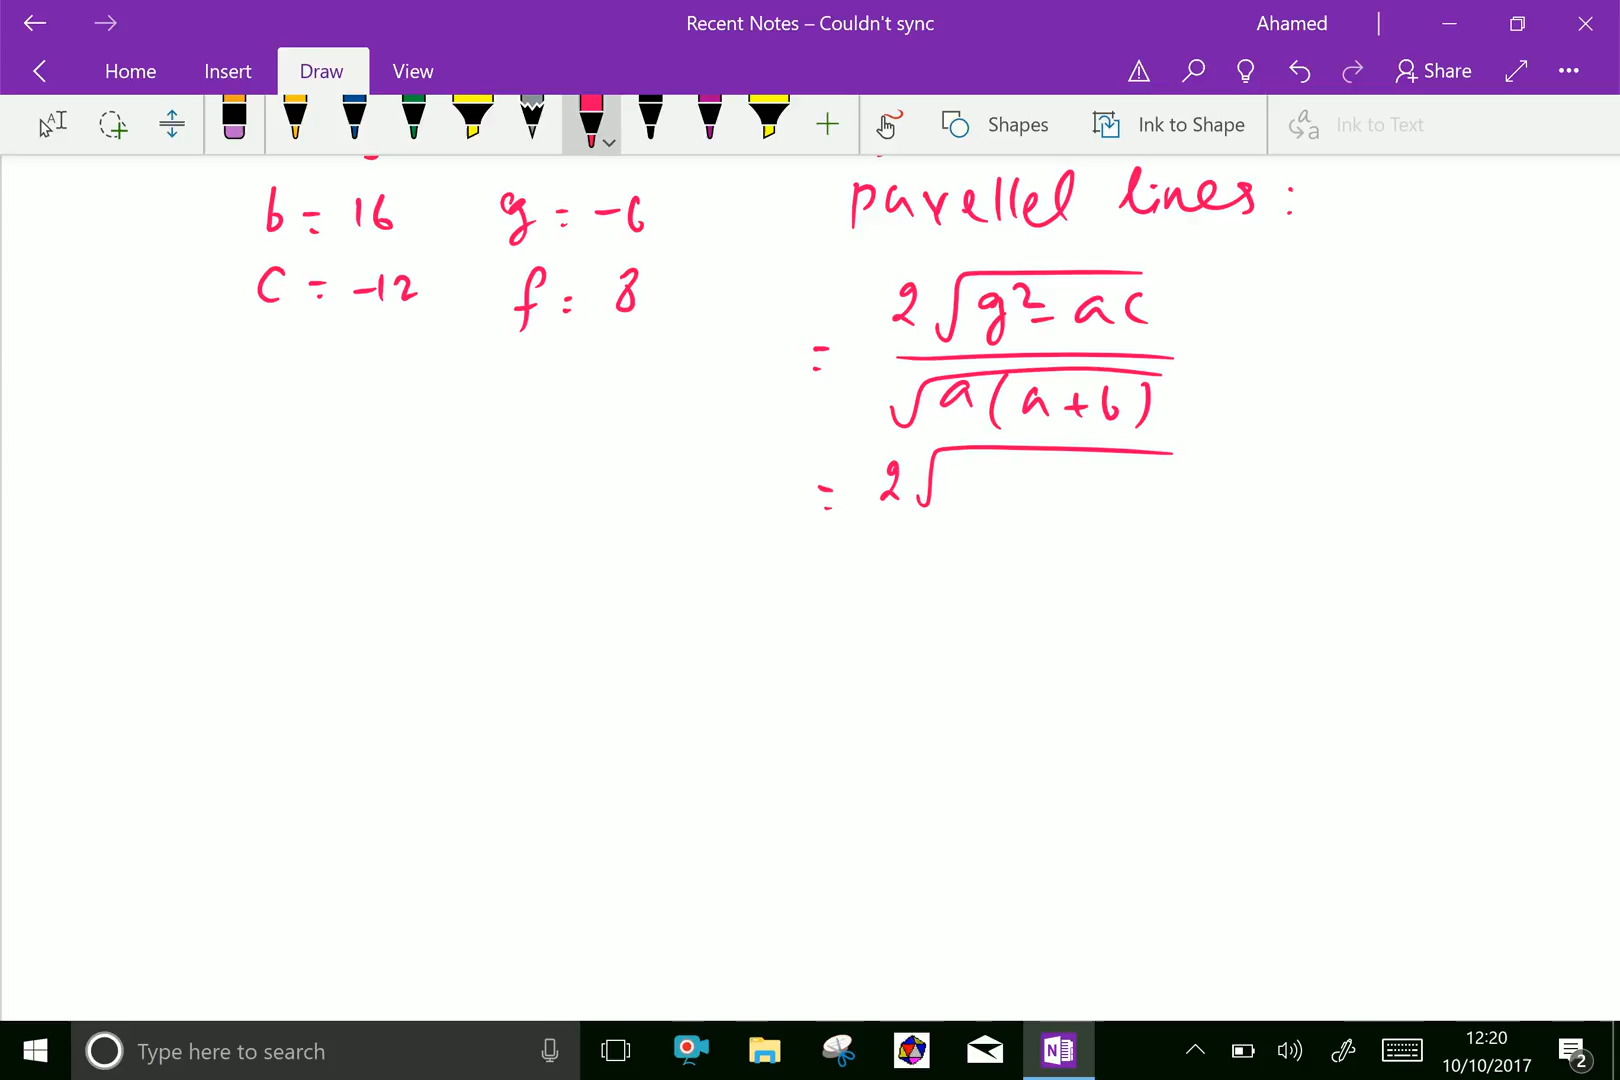 Recent Notes – Couldn't sync
Ahamed
Home Insert Draw View
Share
Shapes
Ink to Shape
Ink to Text
b = 16 g = -6
c = -12 f = 8
parellel lines :
= 2√(g² - ac) / √(a(a+b))
= 2√
Type here to search
12:20
10/10/2017
2